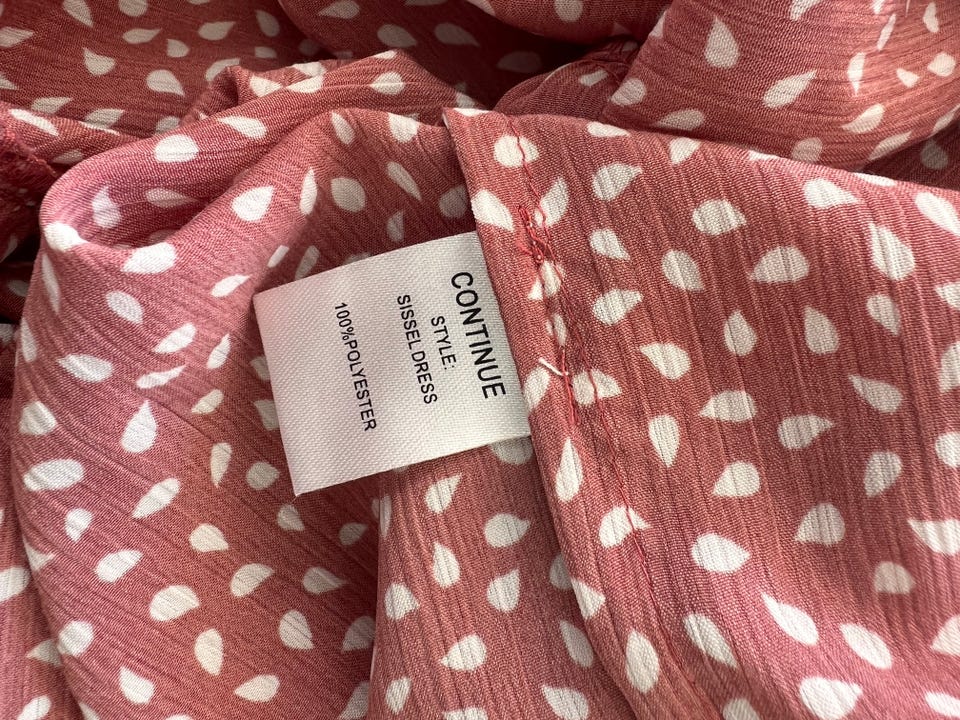 CONTINUE
STYLE:
SISSEL DRESS
100%POLYESTER